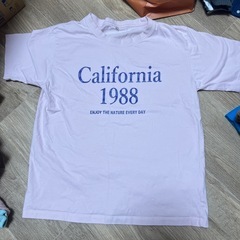 California
1988
ENJOY THE NATURE EVERY DAY